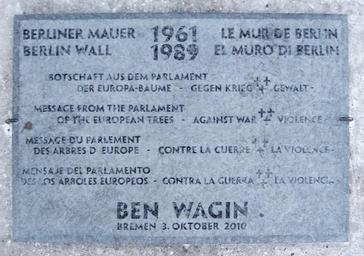 BERLINER MAUER 1961 LE MUR DE BERLIN
BERLIN WALL 1989 EL MURO DI BERLIN
BOTSCHAFT AUS DEM PARLAMENT
DER EUROPA-BÄUME - GEGEN KRIEG ++ GEWALT-
MESSAGE FROM THE PARLAMENT
OF THE EUROPEAN TREES - AGAINST WAR ++ VIOLENCE-
MESSAGE DU PARLEMENT
DES ARBRES D EUROPE - CONTRE LA GUERRE ++ LA VIOLENCE-
MENSAJE DEL PARLAMENTO
DE LOS ARBOLES EUROPEOS - CONTRA LA GUERRA ++ LA VIOLENCIA-
BEN WAGIN
BREMEN 3. OKTOBER 2010